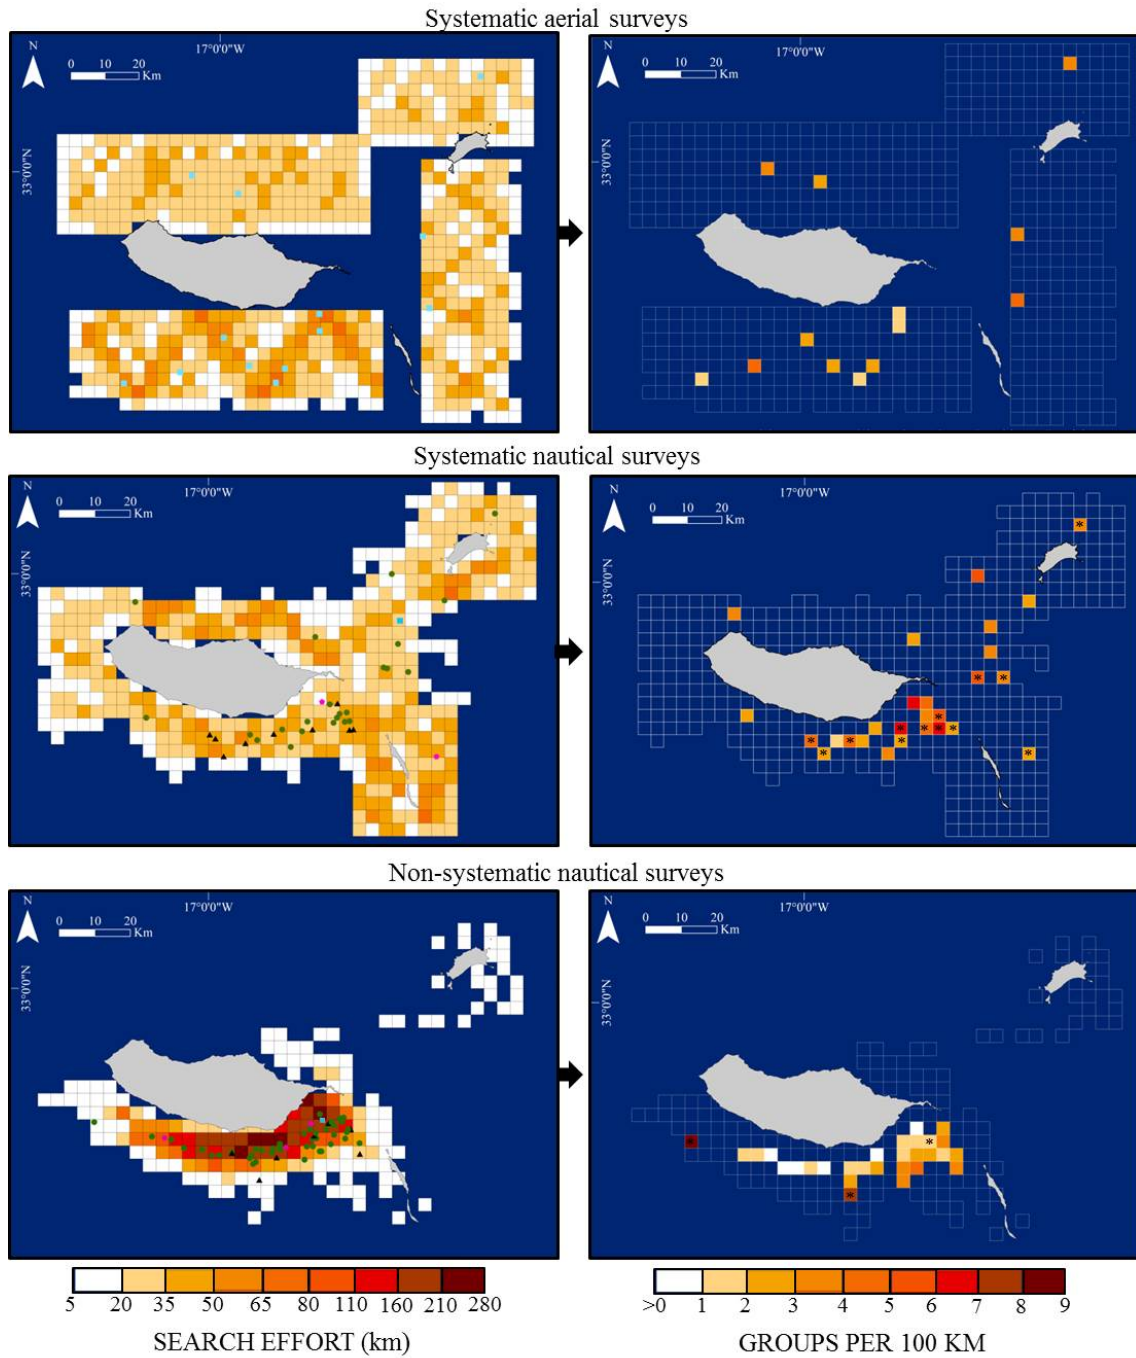 Systematic aerial surveys
N
17°0'0"W
0 10 20
Km
33°0'0"N
N
17°0'0"W
0 10 20
Km
33°0'0"N
Systematic nautical surveys
N
17°0'0"W
0 10 20
Km
33°0'0"N
* * * * * * * * * * * * *
N
17°0'0"W
0 10 20
Km
33°0'0"N
Non-systematic nautical surveys
N
17°0'0"W
0 10 20
Km
33°0'0"N
N
17°0'0"W
0 10 20
Km
33°0'0"N
* * *
5 20 35 50 65 80 110 160 210 280
SEARCH EFFORT (km)
>0 1 2 3 4 5 6 7 8 9
GROUPS PER 100 KM